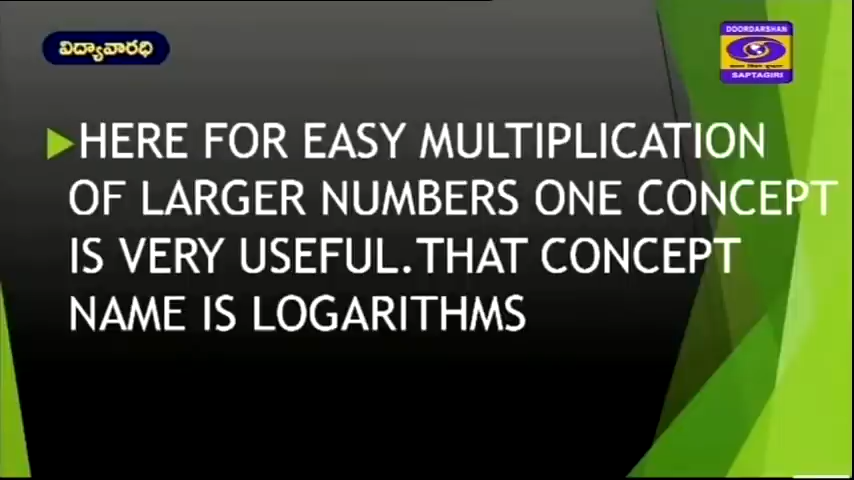 విద్యావారధి
DOORDARSHAN
SAPTAGIRI
HERE FOR EASY MULTIPLICATION
OF LARGER NUMBERS ONE CONCEPT
IS VERY USEFUL.THAT CONCEPT
NAME IS LOGARITHMS